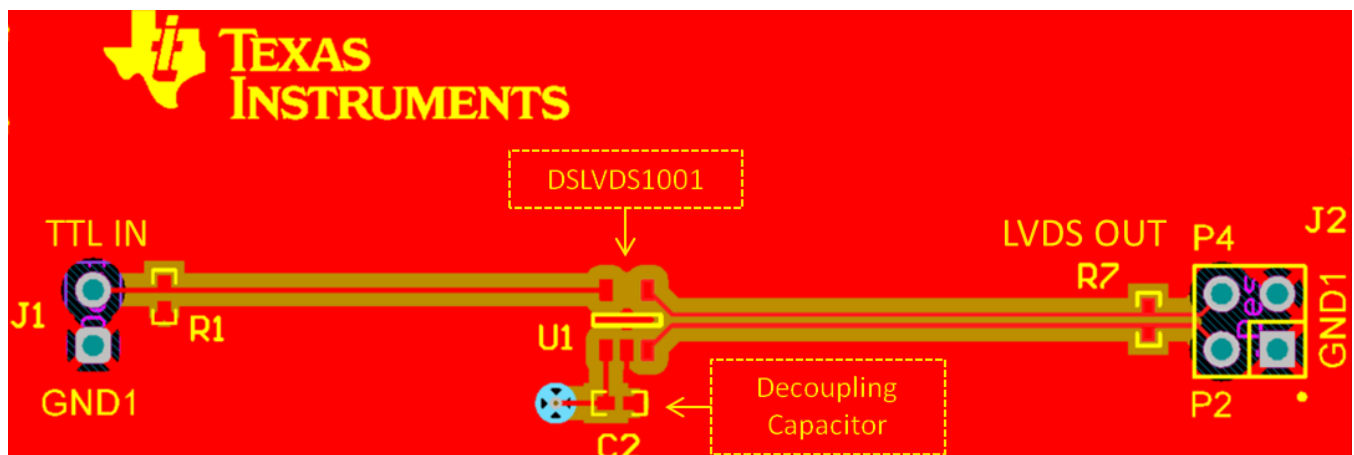 TEXAS
INSTRUMENTS
DSLVDS1001
TTL IN
LVDS OUT
P4
J2
R7
J1
R1
U1
GND1
GND1
Decoupling
Capacitor
P2
C2